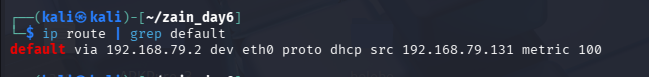 ┌──(kali㉿kali)-[~/zain_day6]
└─$ ip route | grep default
default via 192.168.79.2 dev eth0 proto dhcp src 192.168.79.131 metric 100